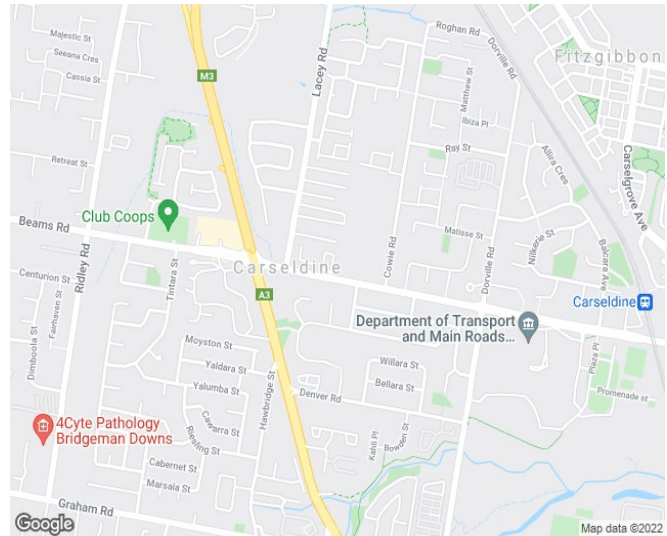 Majestic St
Seeana Cres
Cassia St
M3
Lacey Rd
Roghan Rd
Dorville Rd
Fitzgibbon
Matthew St
Ibiza Pl
Ray St
Allira Cres
Carselgrove Ave
Retreat St
Club Coops
Beams Rd
Ridley Rd
Tintara St
Matisse St
Cowie Rd
Dorville Rd
Nilkerie St
Balcara Ave
Centurion St
Fairhaven St
Dimboola St
Carseldine
A3
Carseldine
Department of Transport
and Main Roads...
Moyston St
Yaldara St
Yalumba St
Cawarra St
Riesling St
Hawbridge St
Willara St
Bellara St
Denver Rd
Plaza Pl
Promenade st
4Cyte Pathology
Bridgeman Downs
Kahli Pl
Bowden St
Cabernet St
Marsala St
Graham Rd
Google
Map data ©2022